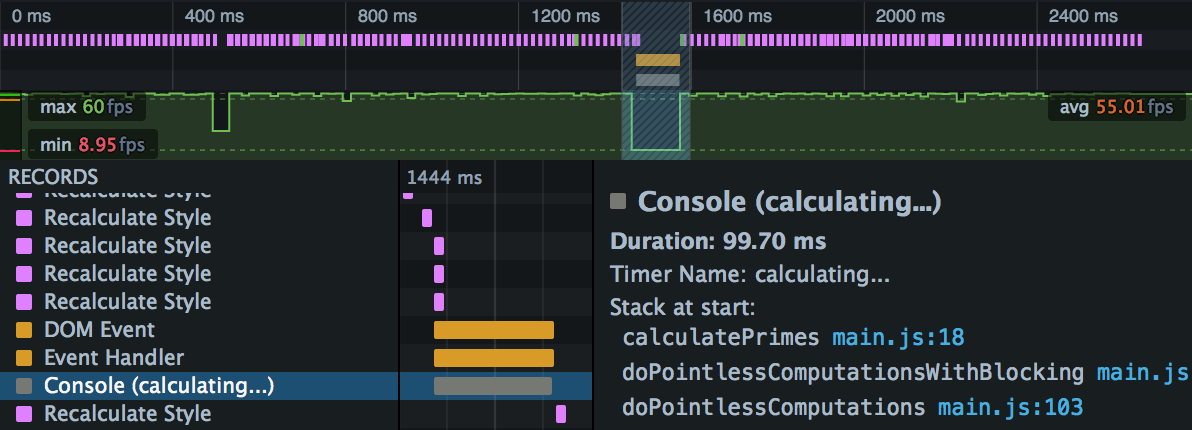 0 ms 400 ms 800 ms 1200 ms 1600 ms 2000 ms 2400 ms
max 60fps
avg 55.01fps
min 8.95fps
RECORDS
1444 ms
Recalculate Style
Recalculate Style
Recalculate Style
Recalculate Style
Recalculate Style
DOM Event
Event Handler
Console (calculating...)
Recalculate Style
Console (calculating...)
Duration: 99.70 ms
Timer Name: calculating...
Stack at start:
calculatePrimes main.js:18
doPointlessComputationsWithBlocking main.js
doPointlessComputations main.js:103